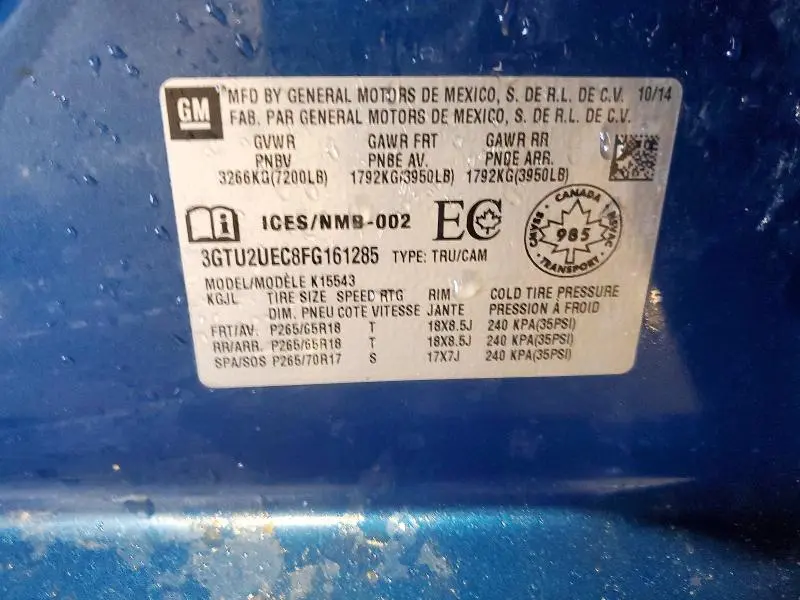 GM
MFD BY GENERAL MOTORS DE MEXICO, S. DE R.L. DE C.V. 10/14
FAB. PAR GENERAL MOTORS DE MEXICO, S. DE R.L. DE C.V.
GVWR GAWR FRT GAWR RR
PNBV PNBE AV. PNDE ARR.
3266KG(7200LB) 1792KG(3950LB) 1792KG(3950LB)
ICES/NMB-002 EC
CANADA
CMVSS 985 NSVAC
TRANSPORT
3GTU2UEC8FG161285 TYPE: TRU/CAM
MODEL/MODÈLE K15543
KGJL TIRE SIZE SPEED RTG RIM COLD TIRE PRESSURE
DIM. PNEU COTE VITESSE JANTE PRESSION À FROID
FRT/AV. P265/65R18 T 18X8.5J 240 KPA(35PSI)
RR/ARR. P265/65R18 T 18X8.5J 240 KPA(35PSI)
SPA/SOS P265/70R17 S 17X7J 240 KPA(35PSI)